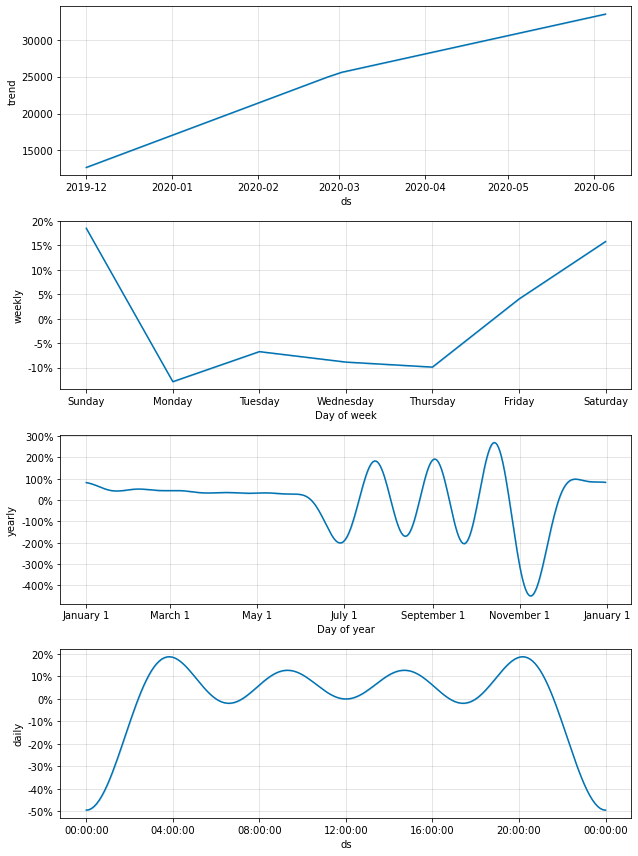 30000
25000
20000
15000
trend
2019-12 2020-01 2020-02 2020-03 2020-04 2020-05 2020-06
ds
20%
15%
10%
5%
0%
-5%
-10%
weekly
Sunday Monday Tuesday Wednesday Thursday Friday Saturday
Day of week
300%
200%
100%
0%
-100%
-200%
-300%
-400%
yearly
January 1 March 1 May 1 July 1 September 1 November 1 January 1
Day of year
20%
10%
0%
-10%
-20%
-30%
-40%
-50%
daily
00:00:00 04:00:00 08:00:00 12:00:00 16:00:00 20:00:00 00:00:00
ds